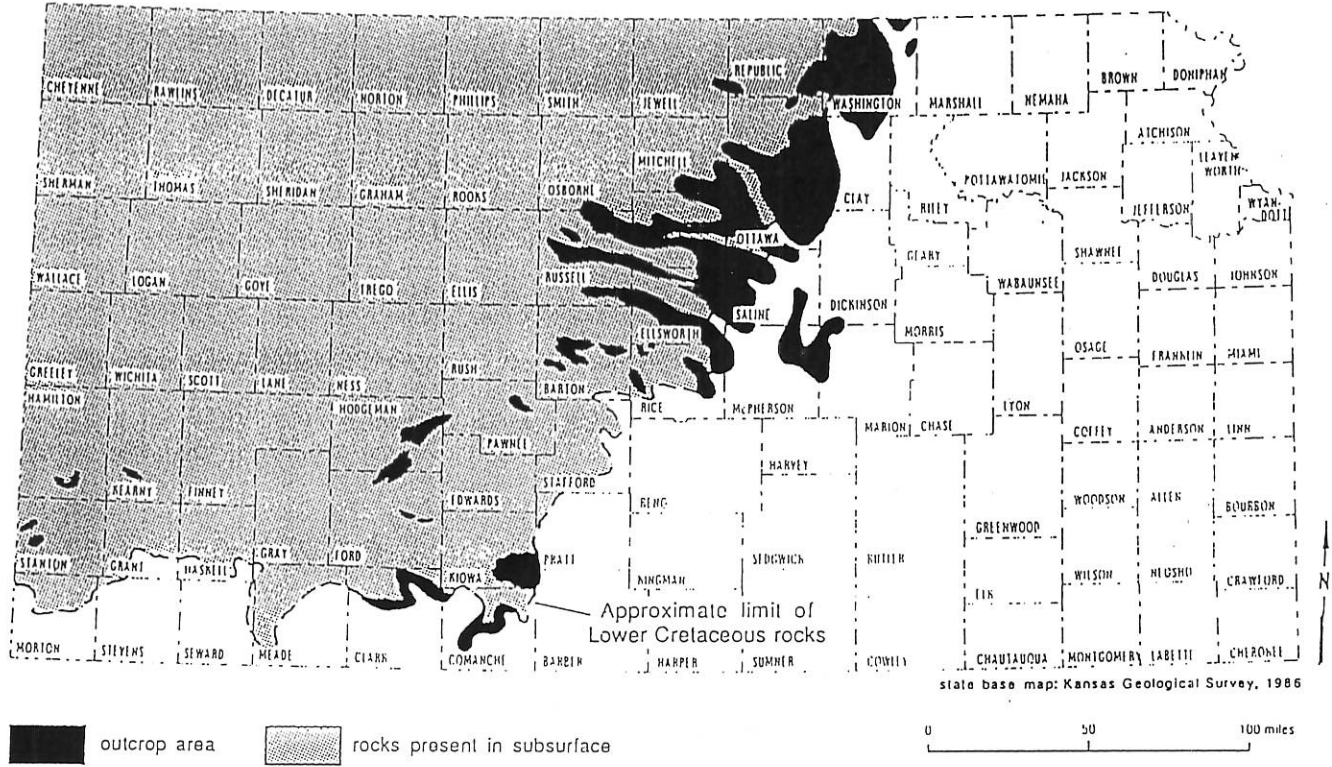 REPUBLIC
CHEYENNE RAWLINS DECATUR NORTON PHILLIPS SMITH JEWELL WASHINGTON MARSHALL NEMAHA BROWN DONIPHAN
ATCHISON
MITCHELL LEAVEN-
WORTH
SHERMAN THOMAS SHERIDAN GRAHAM ROOKS OSBORNE CLAY RILEY POTTAWATOMIE JACKSON JEFFERSON WYAN-
DOTT
OTTAWA
GEARY SHAWNEE
WALLACE LOGAN GOVE TREGO ELLIS RUSSELL WABAUNSEE DOUGLAS JOHNSON
DICKINSON
SALINE
ELLSWORTH MORRIS
OSAGE FRANKLIN MIAMI
GREELEY WICHITA SCOTT LANE NESS RUSH BARTON
HAMILTON HODGEMAN RICE McPHERSON LYON
MARION CHASE COFFEY ANDERSON LINN
PAWNEE
HARVEY
STAFFORD
KEARNY FINNEY EDWARDS RENO WOODSON ALLEN BOURBON
GREENWOOD
STANTON GRANT HASKELL GRAY FORD KIOWA PRATT KINGMAN SEDGWICK BUTLER WILSON NEOSHO CRAWFORD
ELK
Approximate limit of
Lower Cretaceous rocks
N
MORTON STEVENS SEWARD MEADE CLARK COMANCHE BARBER HARPER SUMNER COWLEY CHAUTAUQUA MONTGOMERY LABETTE CHEROKEE
state base map: Kansas Geological Survey, 1986
outcrop area
rocks present in subsurface
0 50 100 miles